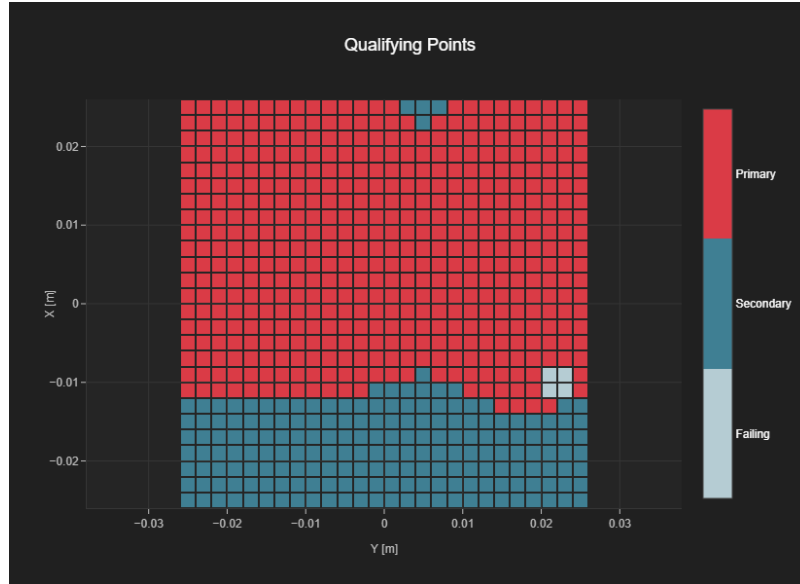 Qualifying Points
0.02
0.01
0
−0.01
−0.02
X [m]
−0.03
−0.02
−0.01
0
0.01
0.02
0.03
Y [m]
Primary
Secondary
Failing